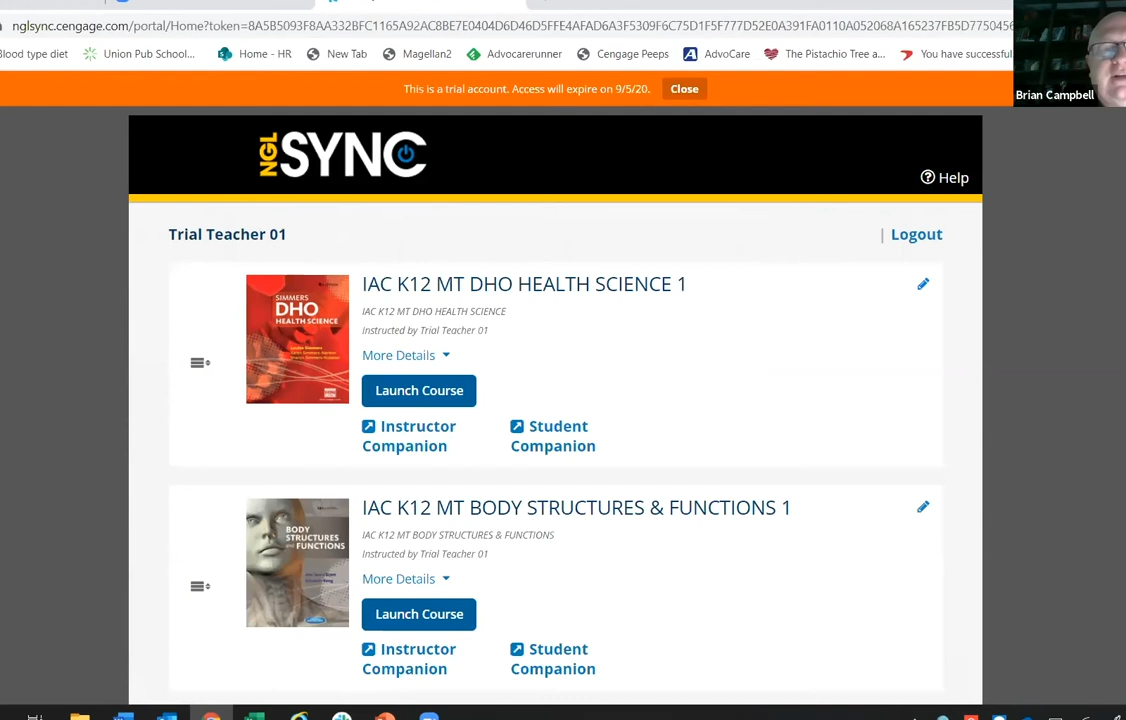 nglsync.cengage.com/portal/Home?token=8A5B5093F8AA332BFC1165A92AC8BE7E0404D6D46D5FFE4AFAD6A3F5309F6C75D1F5F777D52E0A391FA0110A052068A165237FB5D7750456
Blood type diet Union Pub School... Home - HR New Tab Magellan2 Advocarerunner Cengage Peeps AdvoCare The Pistachio Tree a... You have successful
Brian Campbell
This is a trial account. Access will expire on 9/5/20. Close
NGL SYNC
Help
Trial Teacher 01 | Logout
SIMMERS
DHO
HEALTH SCIENCE
IAC K12 MT DHO HEALTH SCIENCE 1
IAC K12 MT DHO HEALTH SCIENCE
Instructed by Trial Teacher 01
More Details
Launch Course
Instructor Companion
Student Companion
BODY
STRUCTURES
and FUNCTIONS
IAC K12 MT BODY STRUCTURES & FUNCTIONS 1
IAC K12 MT BODY STRUCTURES & FUNCTIONS
Instructed by Trial Teacher 01
More Details
Launch Course
Instructor Companion
Student Companion